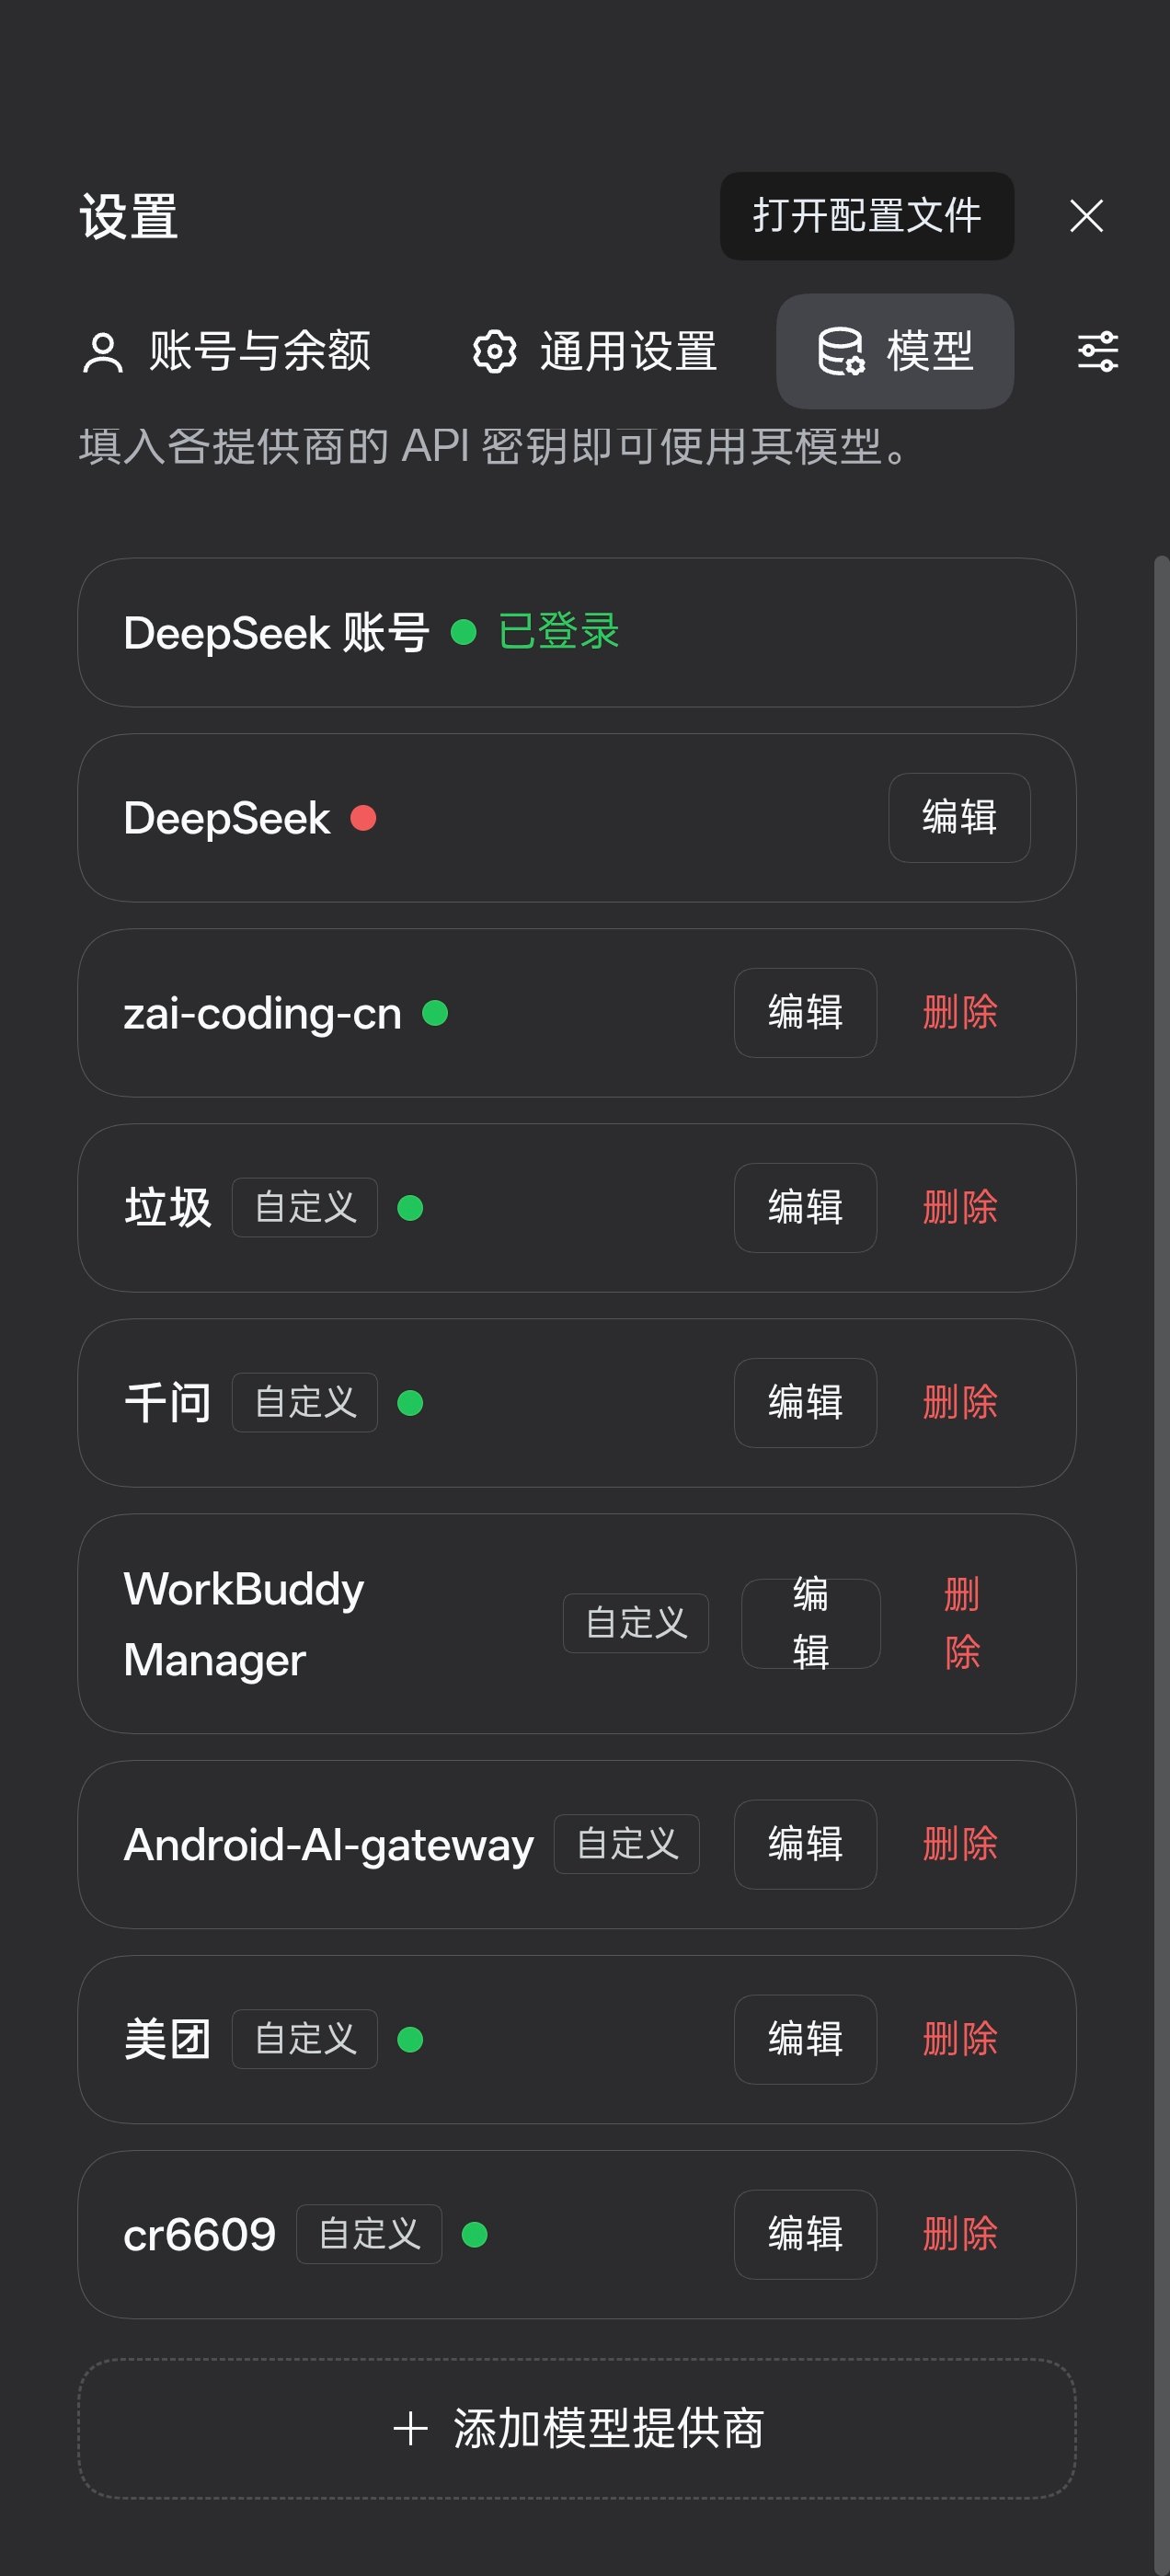 设置
打开配置文件
账号与余额
通用设置
模型
填入各提供商的 API 密钥即可使用其模型。
DeepSeek 账号 已登录
DeepSeek 编辑
zai-coding-cn 编辑 删除
垃圾 自定义 编辑 删除
千问 自定义 编辑 删除
WorkBuddy
Manager
自定义
编
辑
删
除
Android-AI-gateway 自定义 编辑 删除
美团 自定义 编辑 删除
cr6609 自定义 编辑 删除
添加模型提供商